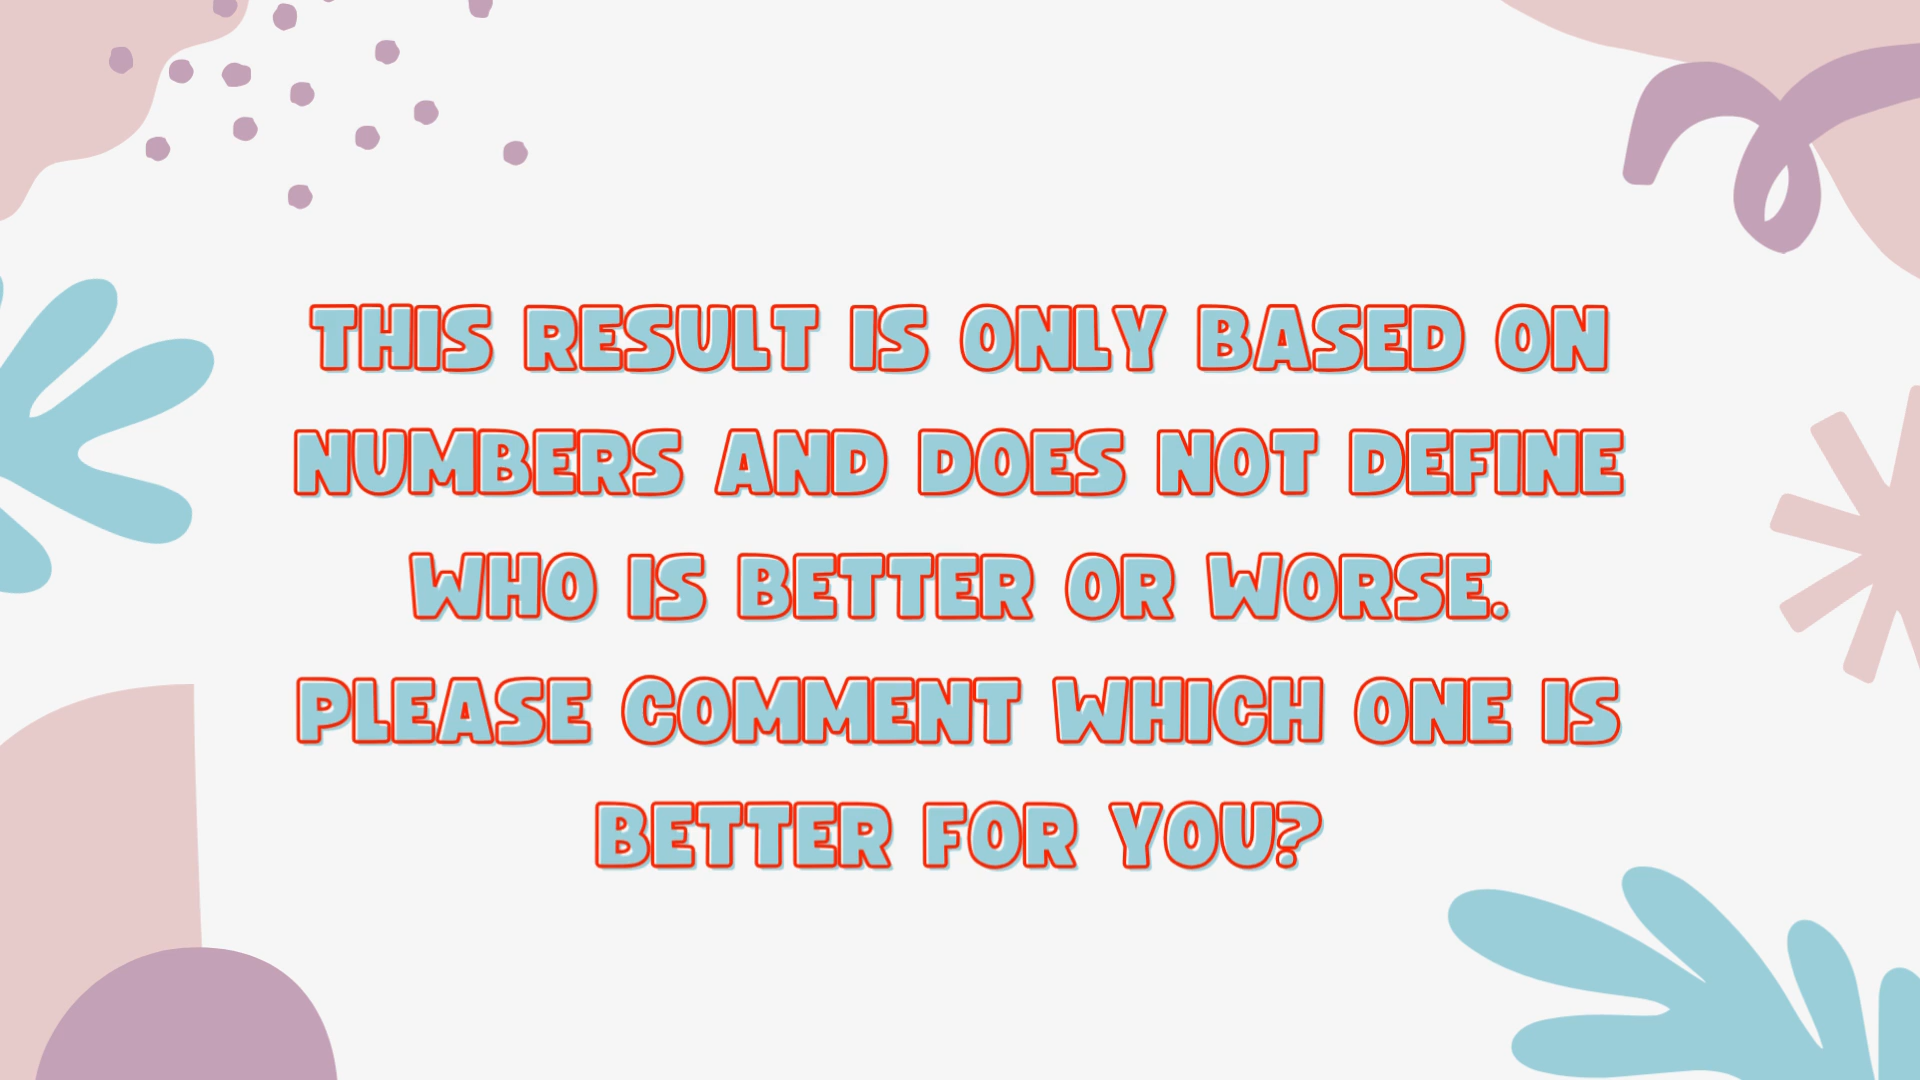 THIS RESULT IS ONLY BASED ON
NUMBERS AND DOES NOT DEFINE
WHO IS BETTER OR WORSE.
PLEASE COMMENT WHICH ONE IS
BETTER FOR YOU?